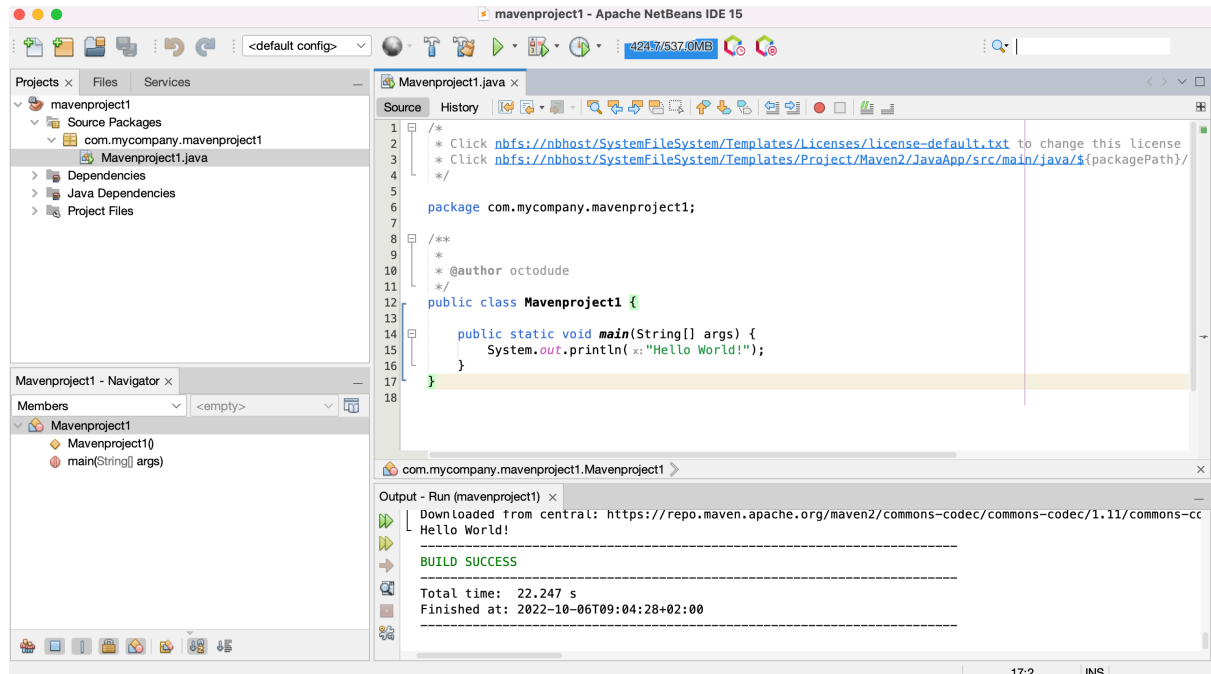 mavenproject1 - Apache NetBeans IDE 15
<default config>
424.7/537.0MB
Projects
Files
Services
mavenproject1
Source Packages
com.mycompany.mavenproject1
Mavenproject1.java
Dependencies
Java Dependencies
Project Files
Mavenproject1 - Navigator
Members
<empty>
Mavenproject1
Mavenproject1()
main(String[] args)
Mavenproject1.java
Source History
1 /*
2 * Click nbfs://nbhost/SystemFileSystem/Templates/Licenses/license-default.txt to change this license
3 * Click nbfs://nbhost/SystemFileSystem/Templates/Project/Maven2/JavaApp/src/main/java/${packagePath}/
4 */
5
6 package com.mycompany.mavenproject1;
7
8 /**
9 *
10 * @author octodude
11 */
12 public class Mavenproject1 {
13
14 public static void main(String[] args) {
15 System.out.println( x: "Hello World!");
16 }
17 }
18
com.mycompany.mavenproject1.Mavenproject1
Output - Run (mavenproject1)
Downloaded from central: https://repo.maven.apache.org/maven2/commons-codec/commons-codec/1.11/commons-co
Hello World!
------------------------------------------------------------------------
BUILD SUCCESS
------------------------------------------------------------------------
Total time: 22.247 s
Finished at: 2022-10-06T09:04:28+02:00
------------------------------------------------------------------------
17:2 INS